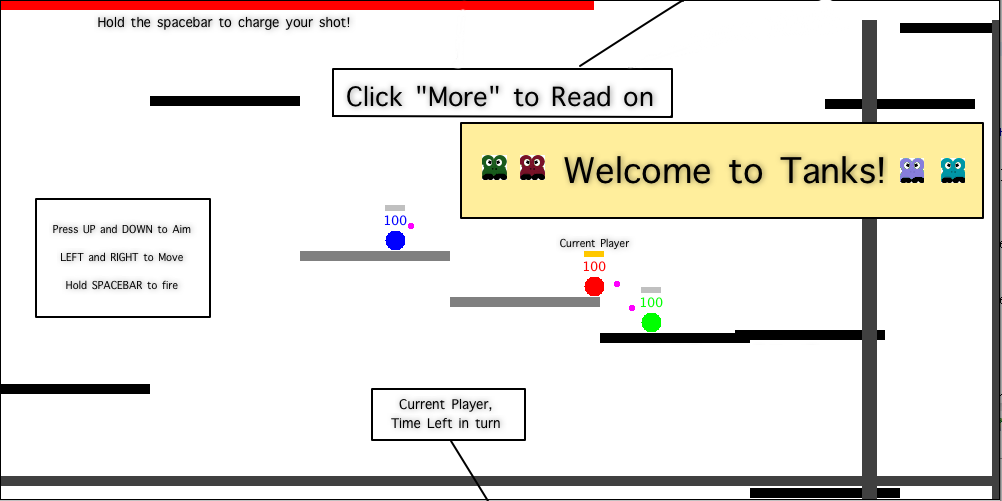 Hold the spacebar to charge your shot!
Click "More" to Read on
Welcome to Tanks!
Press UP and DOWN to Aim
LEFT and RIGHT to Move
Hold SPACEBAR to fire
100
Current Player
100
100
Current Player,
Time Left in turn